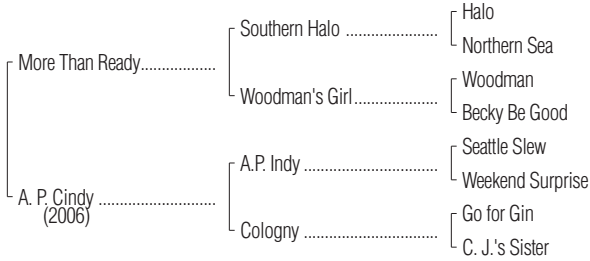 Halo
Southern Halo ......................
Northern Sea
More Than Ready..................
Woodman
Woodman's Girl....................
Becky Be Good
Seattle Slew
A.P. Indy ................................
Weekend Surprise
A. P. Cindy ............................
(2006)
Go for Gin
Cologny ................................
C. J.'s Sister